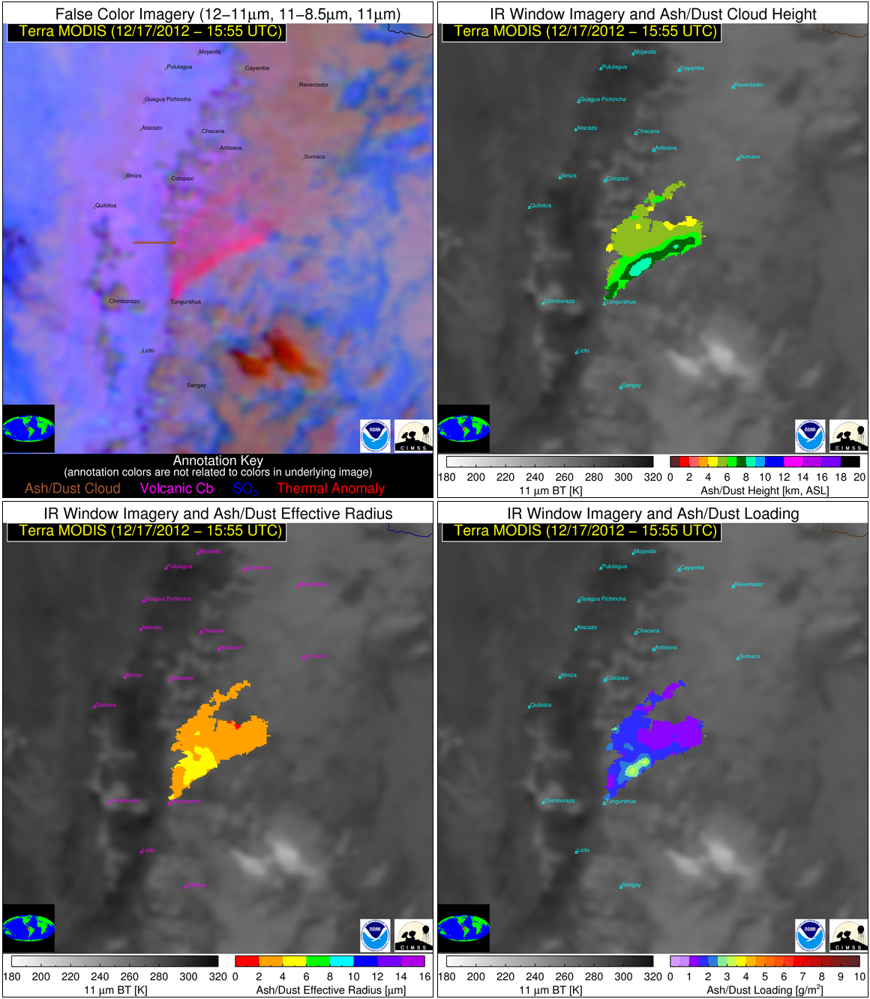 False Color Imagery (12−11μm, 11−8.5μm, 11μm)
Terra MODIS (12/17/2012 − 15:55 UTC)
Mojanda
Pululagua
Cayambe
Reventador
Guagua Pichincha
Atacazo
Chacana
Antisana
Sumaco
Illiniza
Cotopaxi
Quilotoa
Chimborazo
Tungurahua
Licto
Sangay
NOAA
CIMSS
Annotation Key
(annotation colors are not related to colors in underlying image)
Ash/Dust Cloud Volcanic Cb SO2 Thermal Anomaly
IR Window Imagery and Ash/Dust Cloud Height
Terra MODIS (12/17/2012 − 15:55 UTC)
Mojanda
Pululagua
Cayambe
Reventador
Guagua Pichincha
Atacazo
Chacana
Antisana
Sumaco
Illiniza
Cotopaxi
Quilotoa
Chimborazo
Tungurahua
Licto
Sangay
NOAA
CIMSS
180 200 220 240 260 280 300 320
11 μm BT [K]
0 2 4 6 8 10 12 14 16 18 20
Ash/Dust Height [km, ASL]
IR Window Imagery and Ash/Dust Effective Radius
Terra MODIS (12/17/2012 − 15:55 UTC)
Mojanda
Pululagua
Cayambe
Reventador
Guagua Pichincha
Atacazo
Chacana
Antisana
Sumaco
Illiniza
Cotopaxi
Quilotoa
Chimborazo
Tungurahua
Licto
Sangay
NOAA
CIMSS
180 200 220 240 260 280 300 320
11 μm BT [K]
0 2 4 6 8 10 12 14 16
Ash/Dust Effective Radius [μm]
IR Window Imagery and Ash/Dust Loading
Terra MODIS (12/17/2012 − 15:55 UTC)
Mojanda
Pululagua
Cayambe
Reventador
Guagua Pichincha
Atacazo
Chacana
Antisana
Sumaco
Illiniza
Cotopaxi
Quilotoa
Chimborazo
Tungurahua
Licto
Sangay
NOAA
CIMSS
180 200 220 240 260 280 300 320
11 μm BT [K]
0 1 2 3 4 5 6 7 8 9 10
Ash/Dust Loading [g/m²]